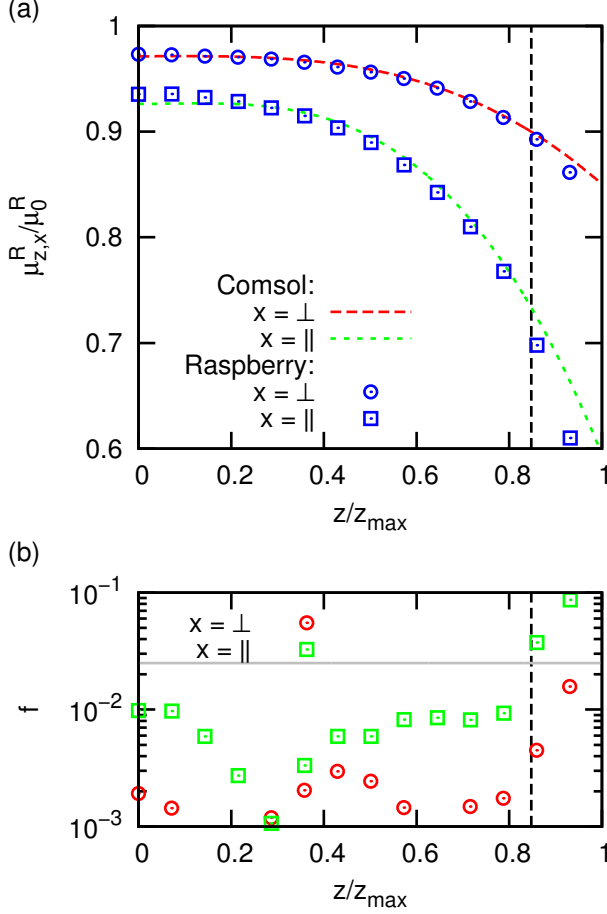 (a)
1
0.9
0.8
0.7
0.6
μ^R_{z,x}/μ^R_0
Comsol:
x = ⊥
x = ||
Raspberry:
x = ⊥
x = ||
0 0.2 0.4 0.6 0.8 1
z/z_max
(b)
10^−1
10^−2
10^−3
f
x = ⊥
x = ||
0 0.2 0.4 0.6 0.8 1
z/z_max